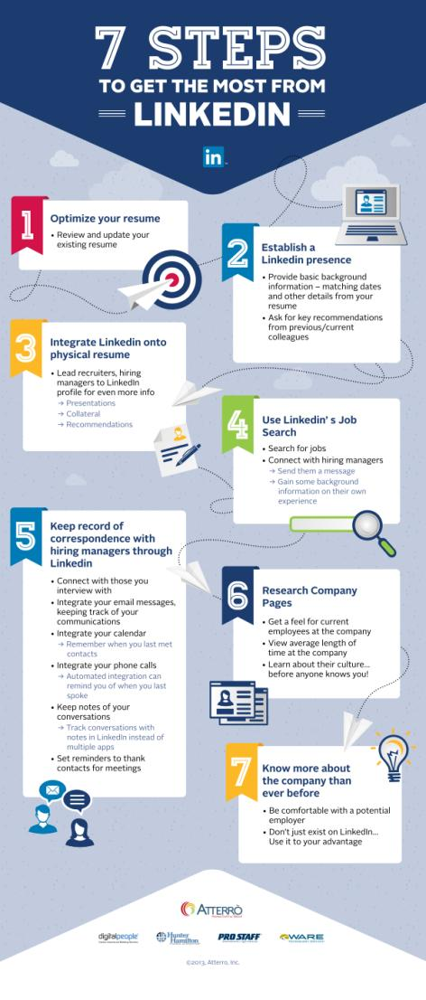 7 STEPS
TO GET THE MOST FROM
LINKEDIN
in
1
Optimize your resume
• Review and update your
existing resume
2
Establish a
Linkedin presence
• Provide basic background
information – matching dates
and other details from your
resume
• Ask for key recommendations
from previous/current
colleagues
3
Integrate Linkedin onto
physical resume
• Lead recruiters, hiring
managers to LinkedIn
profile for even more info
→ Presentations
→ Collateral
→ Recommendations
4
Use Linkedin' s Job
Search
• Search for jobs
• Connect with hiring managers
→ Send them a message
→ Gain some background
information on their own
experience
5
Keep record of
correspondence with
hiring managers through
Linkedin
• Connect with those you
interview with
• Integrate your email messages,
keeping track of your
communications
• Integrate your calendar
→ Remember when you last met
contacts
• Integrate your phone calls
→ Automated integration can
remind you of when you last
spoke
• Keep notes of your
conversations
→ Track conversations with
notes in LinkedIn instead of
multiple apps
• Set reminders to thank
contacts for meetings
6
Research Company
Pages
• Get a feel for current
employees at the company
• View average length of
time at the company
• Learn about their culture...
before anyone knows you!
7
Know more about
the company than
ever before
• Be comfortable with a potential
employer
• Don't just exist on LinkedIn...
Use it to your advantage
ATTERRO
digitalpeople
Hunter
Hamilton
PRO STAFF
QWARE
©2013, Atterro, Inc.